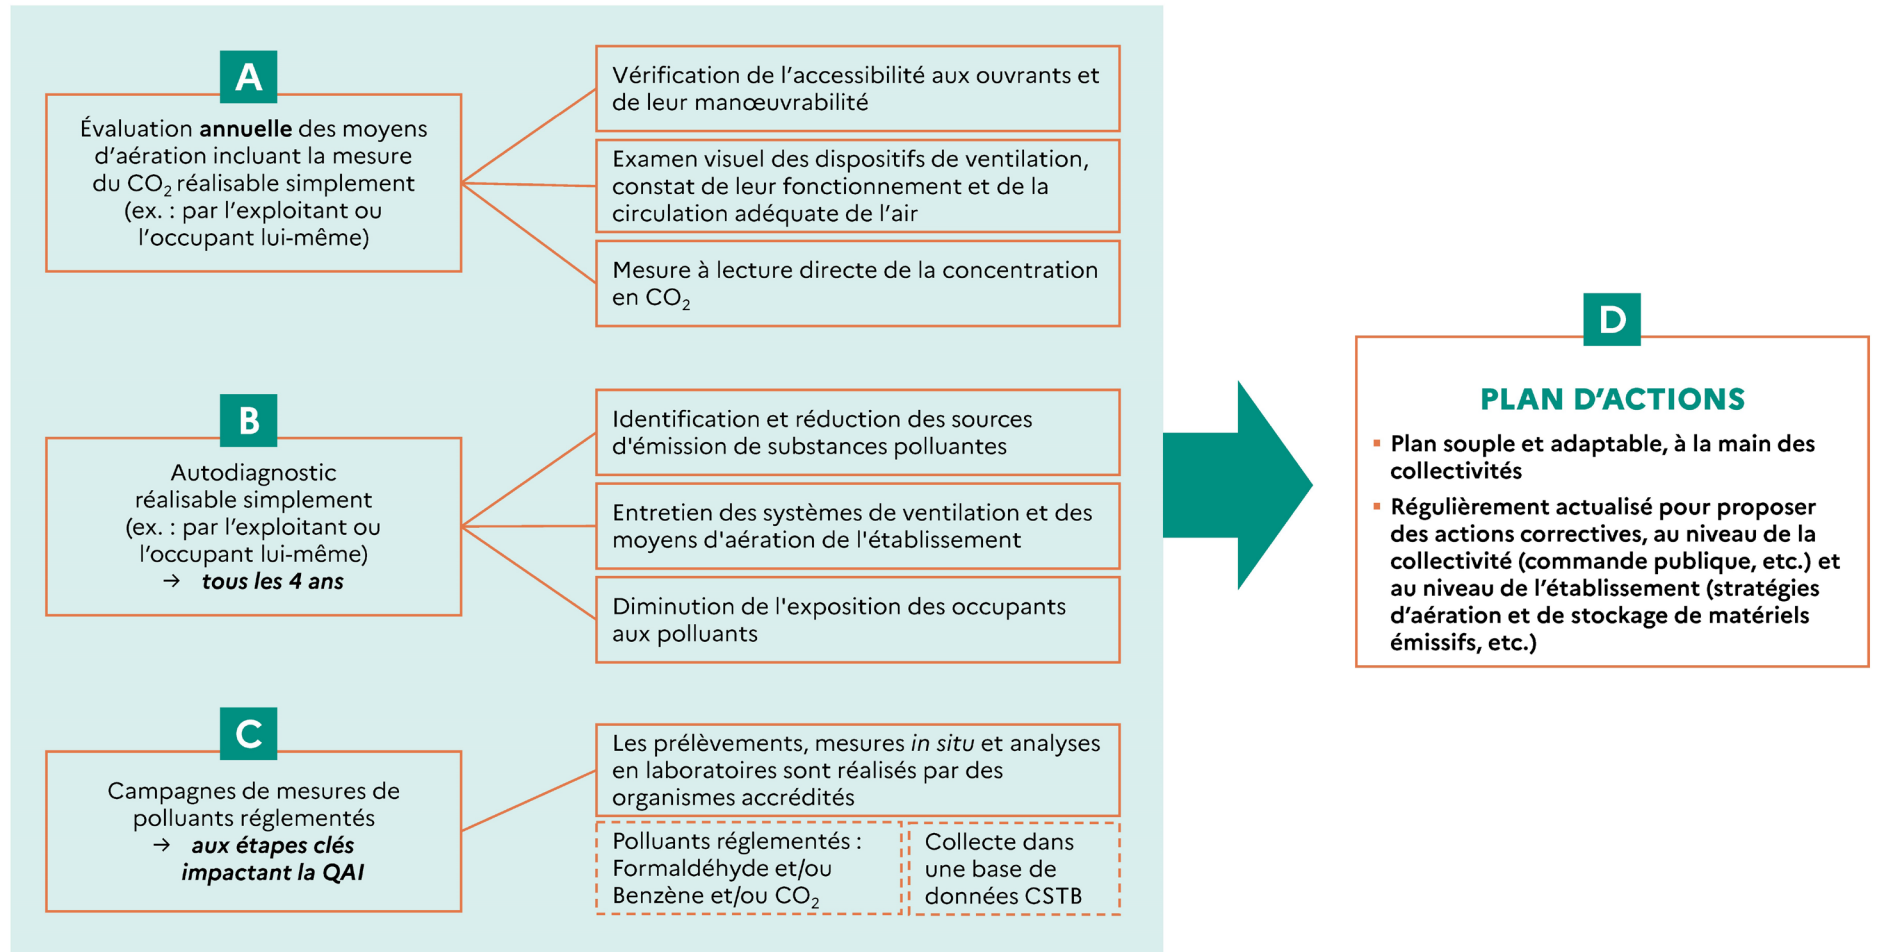 A
Évaluation annuelle des moyens
d’aération incluant la mesure
du CO₂ réalisable simplement
(ex. : par l’exploitant ou
l’occupant lui-même)
Vérification de l’accessibilité aux ouvrants et
de leur manœuvrabilité
Examen visuel des dispositifs de ventilation,
constat de leur fonctionnement et de la
circulation adéquate de l’air
Mesure à lecture directe de la concentration
en CO₂
B
Autodiagnostic
réalisable simplement
(ex. : par l’exploitant ou
l’occupant lui-même)
→ tous les 4 ans
Identification et réduction des sources
d'émission de substances polluantes
Entretien des systèmes de ventilation et des
moyens d'aération de l'établissement
Diminution de l'exposition des occupants
aux polluants
C
Campagnes de mesures de
polluants réglementés
→ aux étapes clés
impactant la QAI
Les prélèvements, mesures in situ et analyses
en laboratoires sont réalisés par des
organismes accrédités
Polluants réglementés :
Formaldéhyde et/ou
Benzène et/ou CO₂
Collecte dans
une base de
données CSTB
D
PLAN D’ACTIONS
▪ Plan souple et adaptable, à la main des
collectivités
▪ Régulièrement actualisé pour proposer
des actions correctives, au niveau de la
collectivité (commande publique, etc.) et
au niveau de l’établissement (stratégies
d’aération et de stockage de matériels
émissifs, etc.)